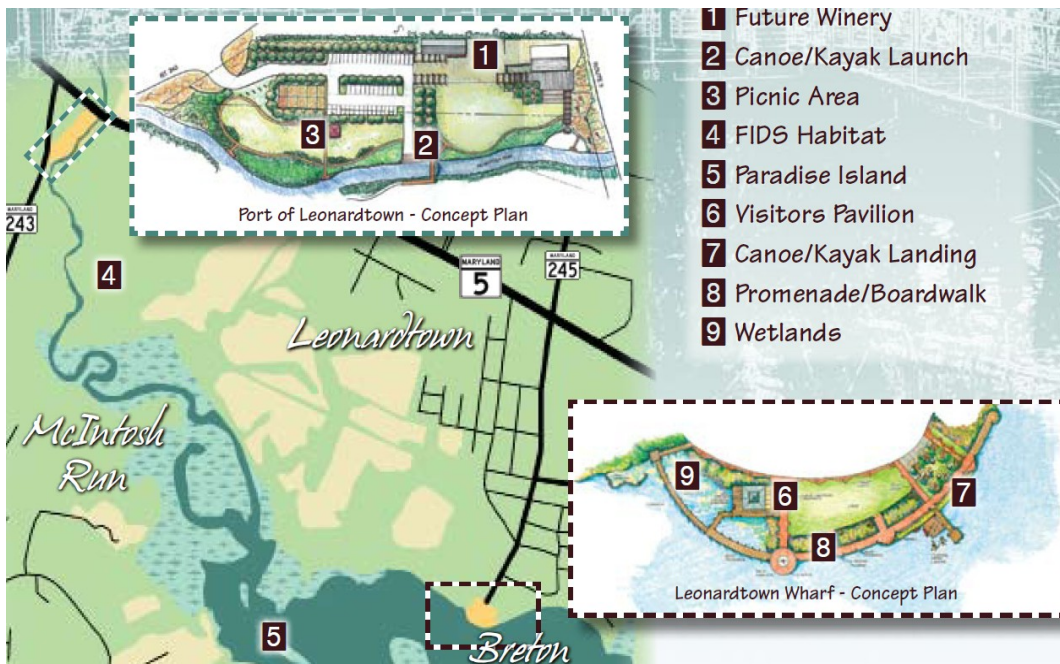 1 Future Winery
2 Canoe/Kayak Launch
3 Picnic Area
4 FIDS Habitat
5 Paradise Island
6 Visitors Pavilion
7 Canoe/Kayak Landing
8 Promenade/Boardwalk
9 Wetlands
1
3
2
Port of Leonardtown - Concept Plan
MARYLAND
243
4
MARYLAND
5
MARYLAND
245
Leonardtown
McIntosh
Run
9
6
7
8
Leonardtown Wharf - Concept Plan
5
Breton